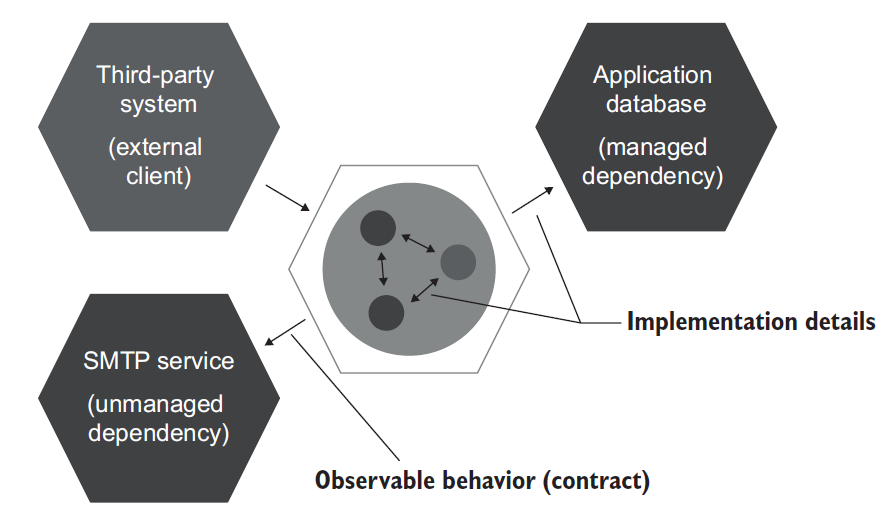 Third-party
system
(external
client)
Application
database
(managed
dependency)
Implementation details
SMTP service
(unmanaged
dependency)
Observable behavior (contract)